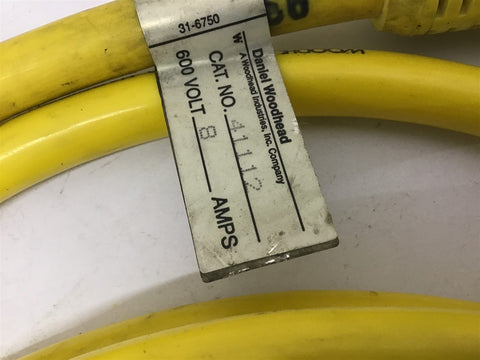 31-6750
Daniel Woodhead
W A Woodhead Industries, Inc. Company
CAT. NO. 41112
600 VOLT 8 AMPS